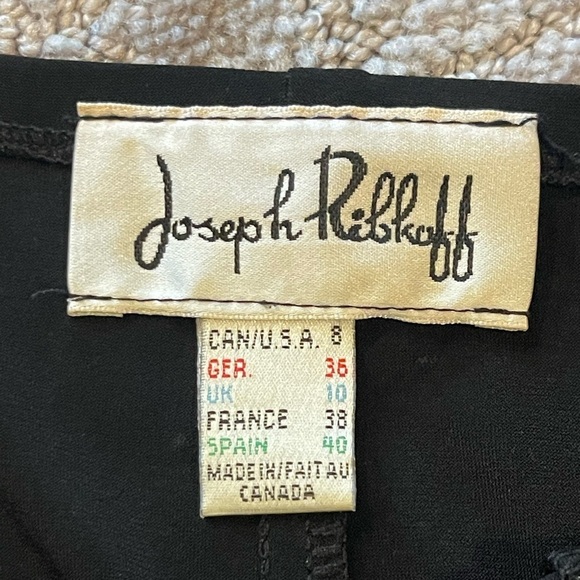 Joseph Ribkoff
CAN/U.S.A. 8
GER. 36
UK 10
FRANCE 38
SPAIN 40
MADE IN/FAIT AU
CANADA